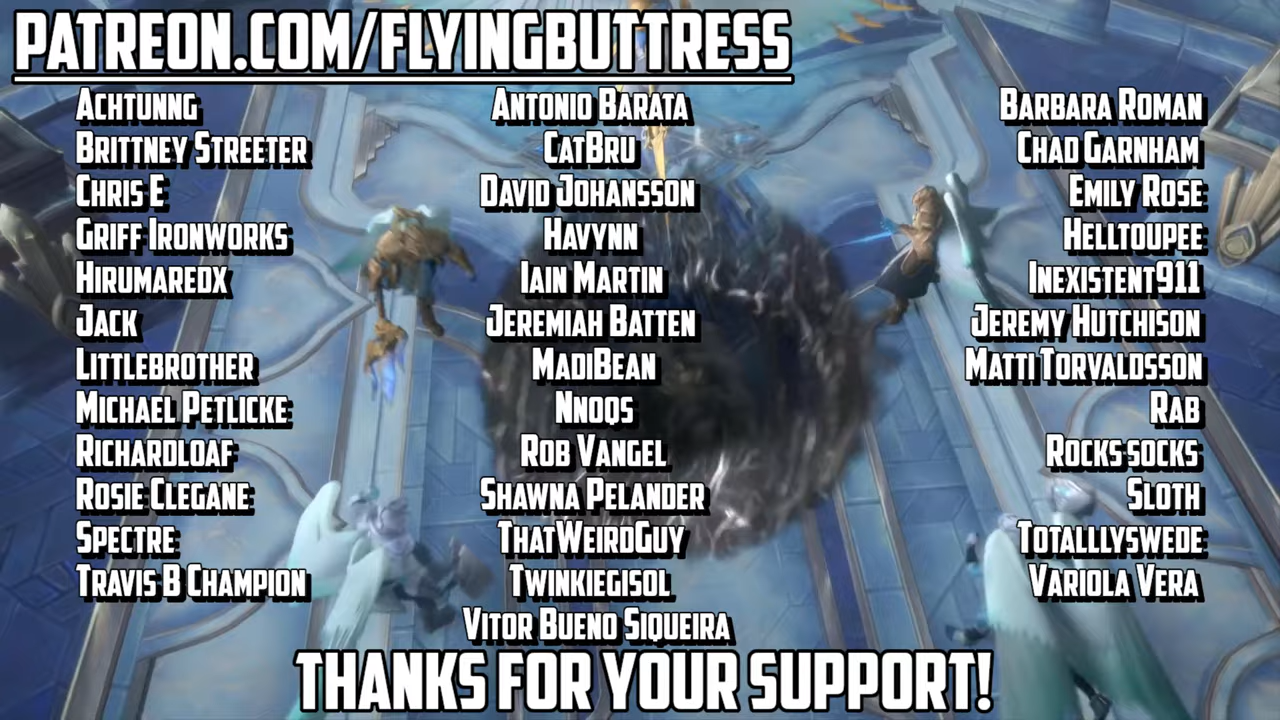 PATREON.COM/FLYINGBUTTRESS
ACHTUNNG ANTONIO BARATA BARBARA ROMAN
BRITTNEY STREETER CATBRU CHAD GARNHAM
CHRIS E DAVID JOHANSSON EMILY ROSE
GRIFF IRONWORKS HAVYNN HELLTOUPEE
HIRUMAREDX IAIN MARTIN INEXISTENT911
JACK JEREMIAH BATTEN JEREMY HUTCHISON
LITTLEBROTHER MADIBEAN MATTI TORVALDSSON
MICHAEL PETLICKE NNOQS RAB
RICHARDLOAF ROB VANGEL ROCKS SOCKS
ROSIE CLEGANE SHAWNA PELANDER SLOTH
SPECTRE THATWEIRDGUY TOTALLLYSWEDE
TRAVIS B CHAMPION TWINKIEGISOL VARIOLA VERA
VITOR BUENO SIQUEIRA
THANKS FOR YOUR SUPPORT!